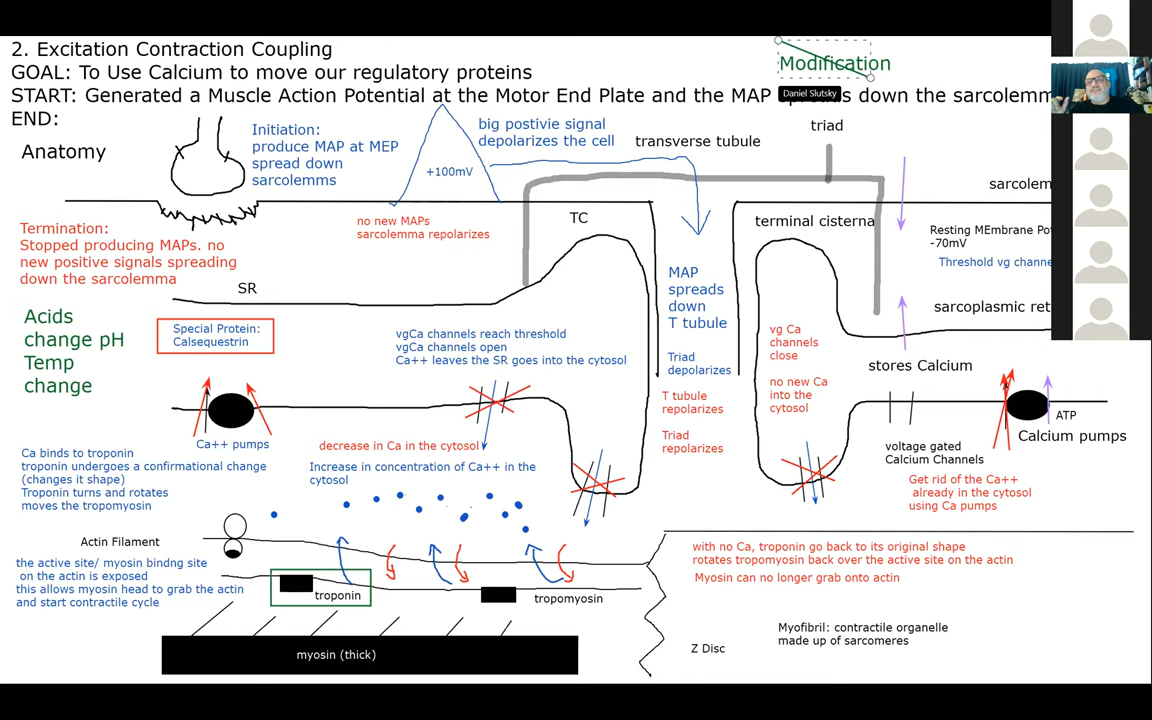 2. Excitation Contraction Coupling
GOAL: To Use Calcium to move our regulatory proteins
START: Generated a Muscle Action Potential at the Motor End Plate and the MAP spreads down the sarcolemm
END:
Modification
Daniel Slutsky
Anatomy
Initiation:
produce MAP at MEP
spread down
sarcolemms
+100mV
big postivie signal
depolarizes the cell
transverse tubule
triad
sarcolem
Termination:
Stopped producing MAPs. no
new positive signals spreading
down the sarcolemma
no new MAPs
sarcolemma repolarizes
TC
terminal cisterna
Resting MEmbrane Po
-70mV
Threshold vg channe
SR
MAP
spreads
down
T tubule
sarcoplasmic ret
Acids
change pH
Temp
change
Special Protein:
Calsequestrin
vgCa channels reach threshold
vgCa channels open
Ca++ leaves the SR goes into the cytosol
Triad
depolarizes
vg Ca
channels
close
no new Ca
into the
cytosol
stores Calcium
T tubule
repolarizes
Triad
repolarizes
ATP
Calcium pumps
Ca++ pumps
decrease in Ca in the cytosol
Increase in concentration of Ca++ in the
cytosol
voltage gated
Calcium Channels
Get rid of the Ca++
already in the cytosol
using Ca pumps
Ca binds to troponin
troponin undergoes a confirmational change
(changes it shape)
Troponin turns and rotates
moves the tropomyosin
Actin Filament
the active site/ myosin bindng site
on the actin is exposed
this allows myosin head to grab the actin
and start contractile cycle
troponin
tropomyosin
with no Ca, troponin go back to its original shape
rotates tropomyosin back over the active site on the actin
Myosin can no longer grab onto actin
myosin (thick)
Z Disc
Myofibril: contractile organelle
made up of sarcomeres